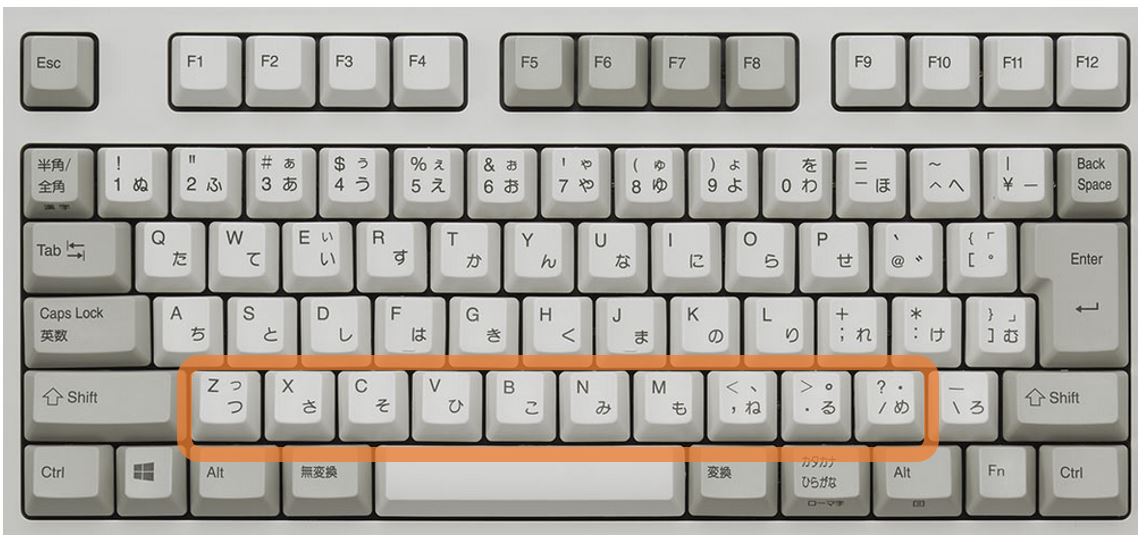 Esc F1 F2 F3 F4 F5 F6 F7 F8 F9 F10 F11 F12
半角/ ! " # ぁ $ ぅ % ぇ & ぉ ' ゃ ( ゅ ) ょ を = ~ | Back
全角 1 ぬ 2 ふ 3 あ 4 う 5 え 6 お 7 や 8 ゆ 9 よ 0 わ - ほ ^ へ ¥ ー Space
漢字
Tab Q W E ぃ R T Y U I O P ` { 「 Enter
た て い す か ん な に ら せ @ ゛ [ ゜
Caps Lock A S D F G H J K L + * } 」
英数 ち と し は き く ま の り ; れ : け ] む
Shift Z っ X C V B N M < 、 > 。 ? ・ _ Shift
つ さ そ ひ こ み も , ね . る / め \ ろ
Ctrl Alt 無変換 変換 カタカナ Alt Fn Ctrl
ひらがな
ローマ字